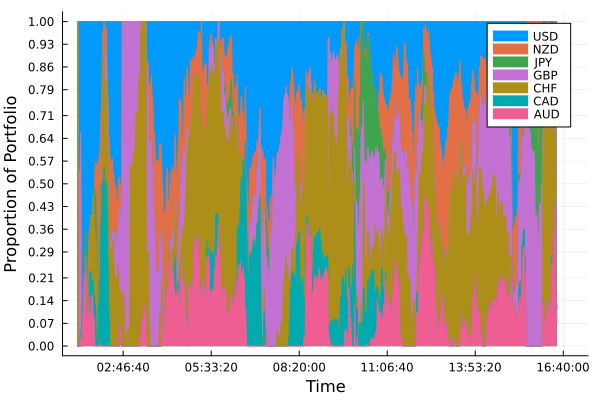 1.00
0.93
0.86
0.79
0.71
0.64
0.57
0.50
0.43
0.36
0.29
0.21
0.14
0.07
0.00
Proportion of Portfolio
USD
NZD
JPY
GBP
CHF
CAD
AUD
02:46:40
05:33:20
08:20:00
11:06:40
13:53:20
16:40:00
Time